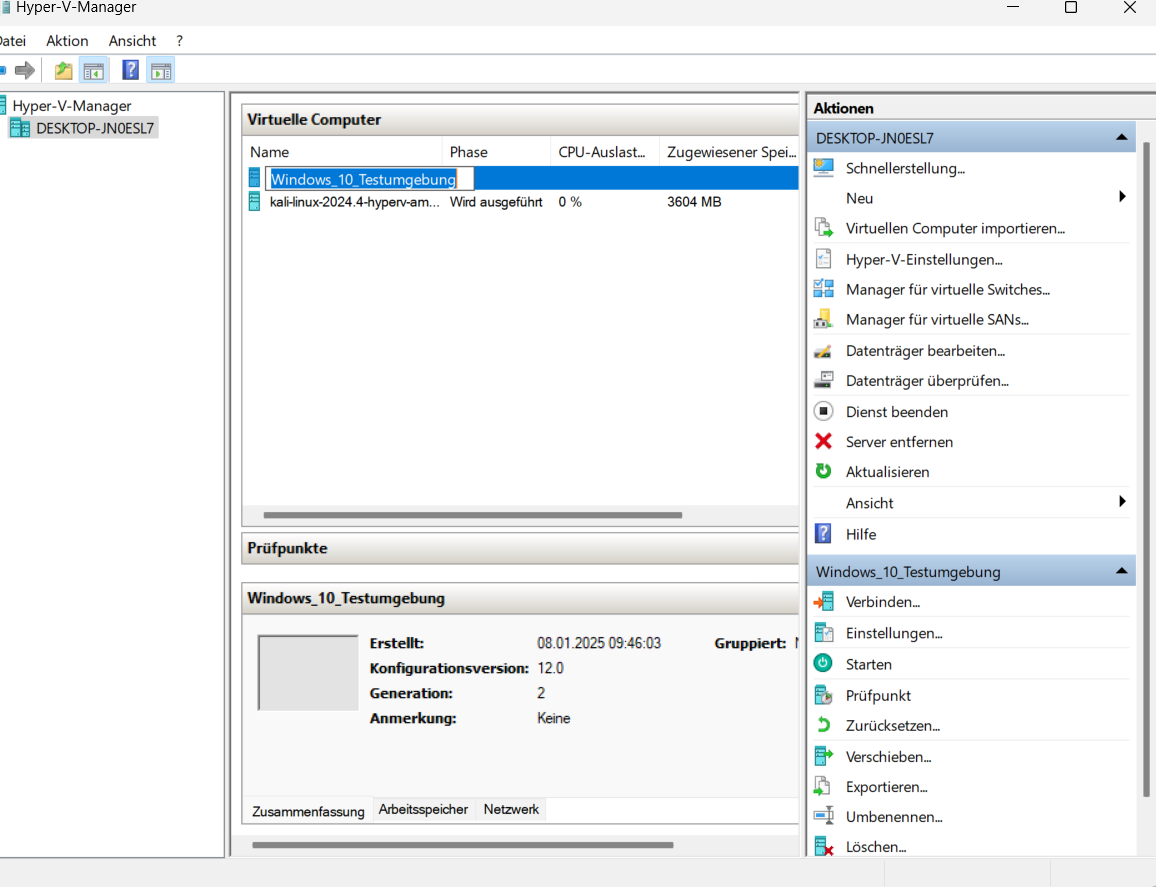 Hyper-V-Manager
Datei Aktion Ansicht ?
Hyper-V-Manager
DESKTOP-JN0ESL7
Virtuelle Computer
Name Phase CPU-Auslast... Zugewiesener Spei...
Windows_10_Testumgebung
kali-linux-2024.4-hyperv-am... Wird ausgeführt 0 % 3604 MB
Prüfpunkte
Windows_10_Testumgebung
Erstellt: 08.01.2025 09:46:03 Gruppiert:
Konfigurationsversion: 12.0
Generation: 2
Anmerkung: Keine
Zusammenfassung Arbeitsspeicher Netzwerk
Aktionen
DESKTOP-JN0ESL7
Schnellerstellung...
Neu
Virtuellen Computer importieren...
Hyper-V-Einstellungen...
Manager für virtuelle Switches...
Manager für virtuelle SANs...
Datenträger bearbeiten...
Datenträger überprüfen...
Dienst beenden
Server entfernen
Aktualisieren
Ansicht
Hilfe
Windows_10_Testumgebung
Verbinden...
Einstellungen...
Starten
Prüfpunkt
Zurücksetzen...
Verschieben...
Exportieren...
Umbenennen...
Löschen...